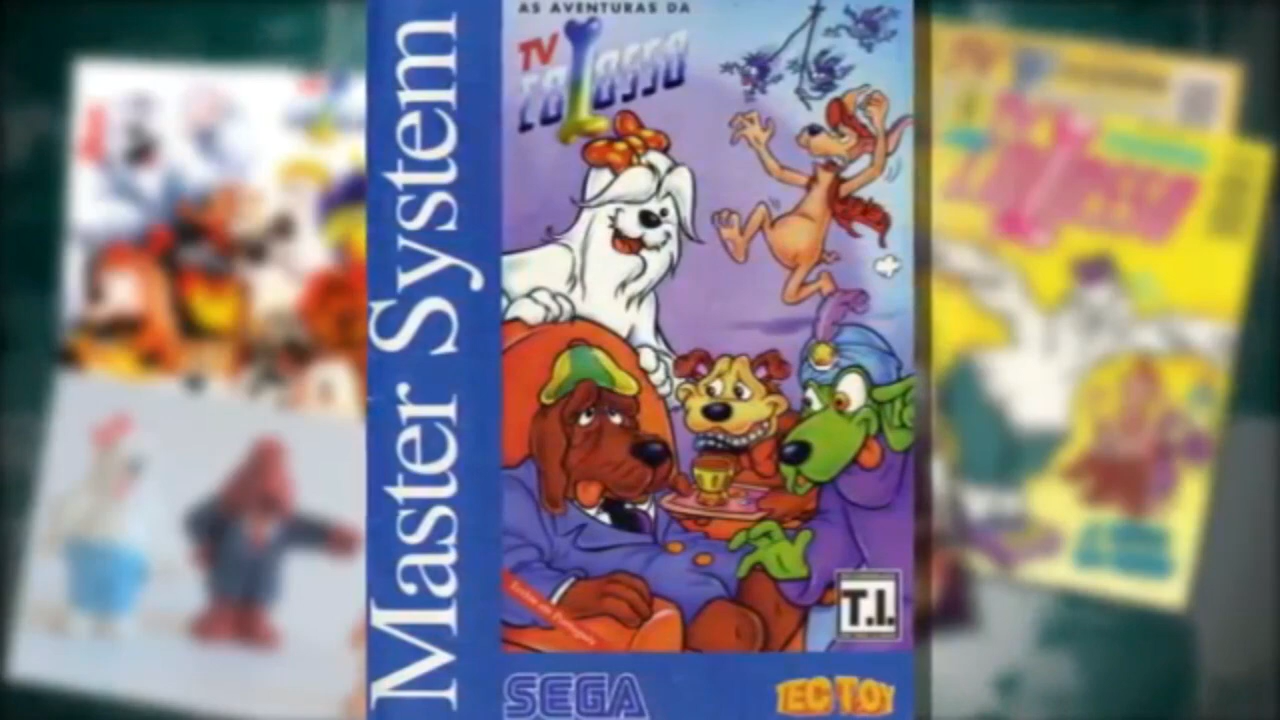 Master System
AS AVENTURAS DA
TV
COLOSSO
T.I.
SEGA
TEC TOY